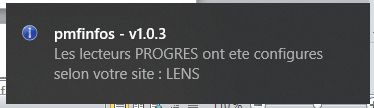 pmfinfos - v1.0.3
Les lecteurs PROGRES ont ete configures
selon votre site : LENS